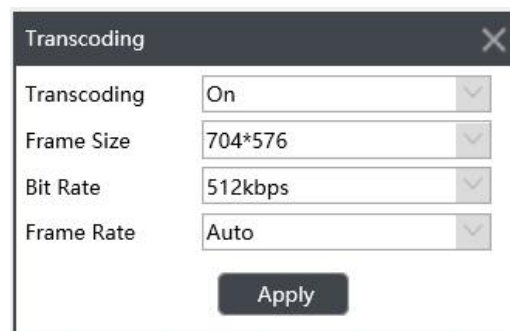 Transcoding
Transcoding On
Frame Size 704*576
Bit Rate 512kbps
Frame Rate Auto
Apply